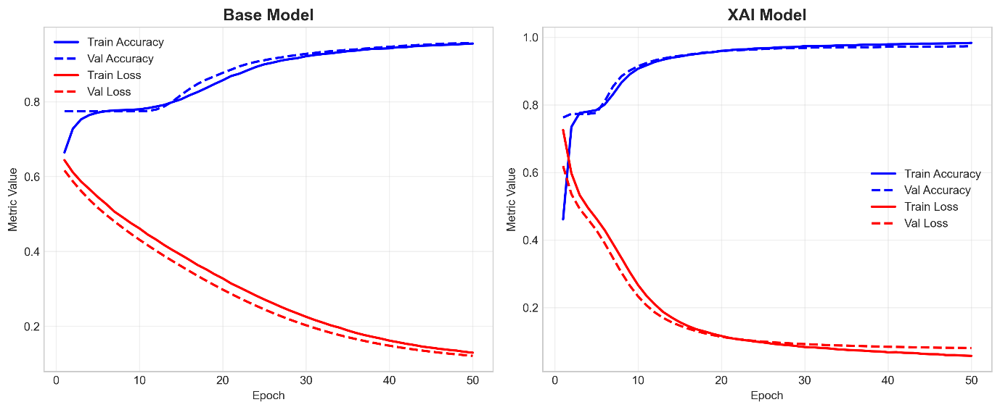 Base Model
Train Accuracy
Val Accuracy
Train Loss
Val Loss
0.8
0.6
0.4
0.2
Metric Value
0 10 20 30 40 50
Epoch
XAI Model
1.0
0.8
0.6
0.4
0.2
Metric Value
Train Accuracy
Val Accuracy
Train Loss
Val Loss
0 10 20 30 40 50
Epoch